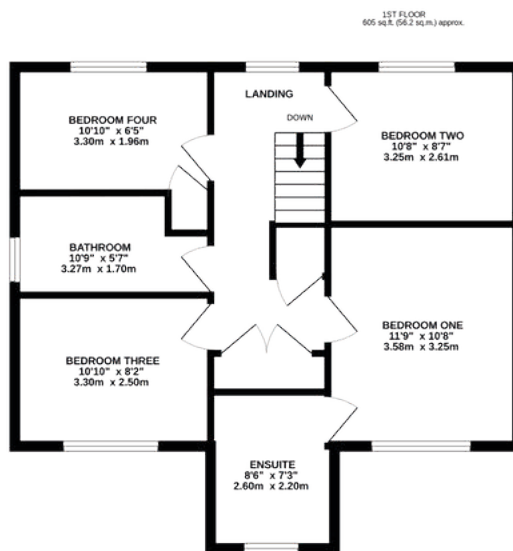 1ST FLOOR
605 sq.ft. (56.2 sq.m.) approx.
LANDING
DOWN
BEDROOM FOUR
10'10" x 6'5"
3.30m x 1.96m
BEDROOM TWO
10'8" x 8'7"
3.25m x 2.61m
BATHROOM
10'9" x 5'7"
3.27m x 1.70m
BEDROOM ONE
11'9" x 10'8"
3.58m x 3.25m
BEDROOM THREE
10'10" x 8'2"
3.30m x 2.50m
ENSUITE
8'6" x 7'3"
2.60m x 2.20m